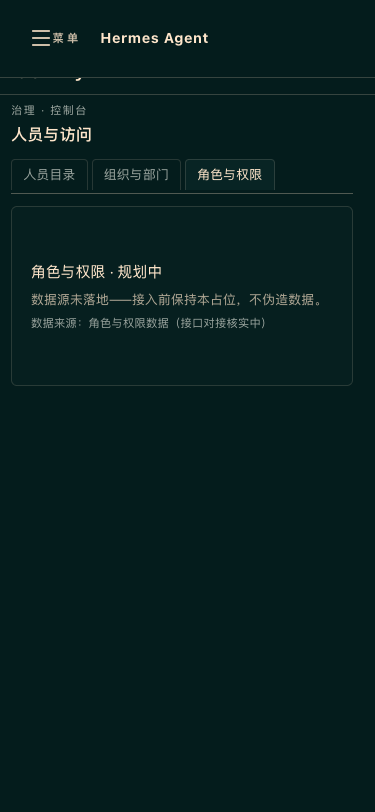 菜单 Hermes Agent
治理 · 控制台
人员与访问
人员目录 组织与部门 角色与权限
角色与权限 · 规划中
数据源未落地——接入前保持本占位，不伪造数据。
数据来源：角色与权限数据（接口对接核实中）